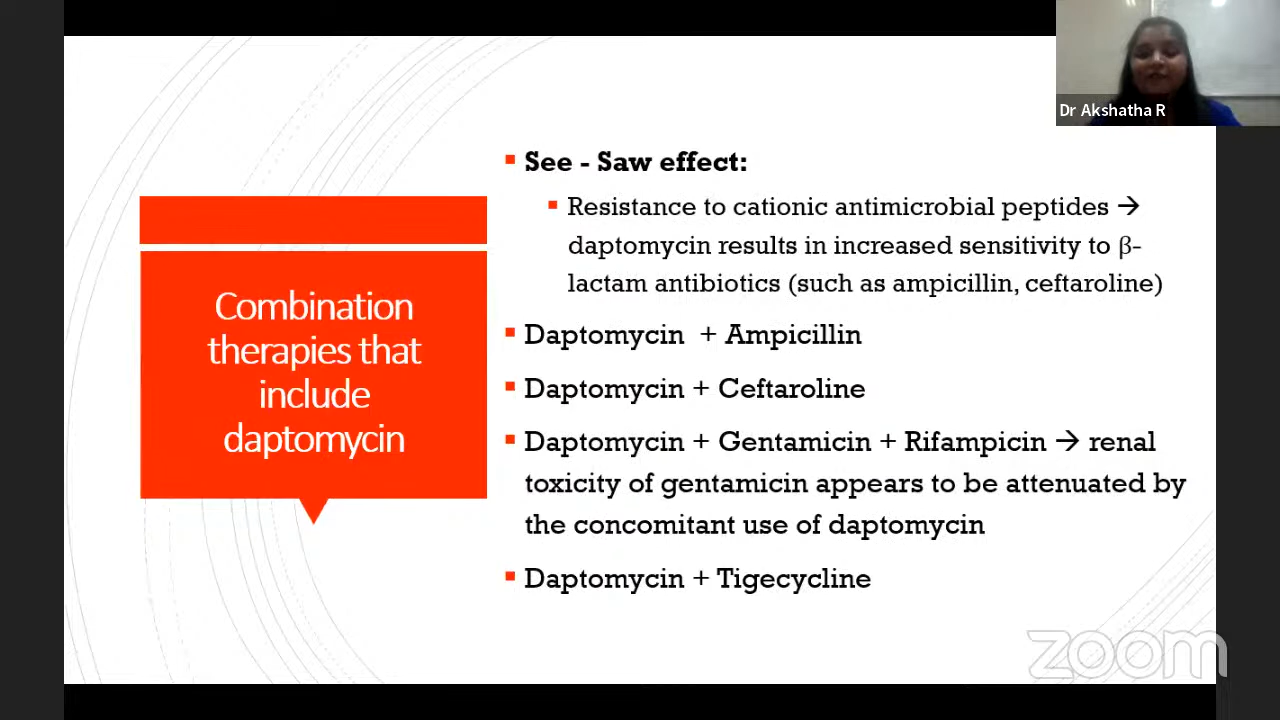 Dr Akshatha R
Combination
therapies that
include
daptomycin
See - Saw effect:
Resistance to cationic antimicrobial peptides →
daptomycin results in increased sensitivity to β-
lactam antibiotics (such as ampicillin, ceftaroline)
Daptomycin + Ampicillin
Daptomycin + Ceftaroline
Daptomycin + Gentamicin + Rifampicin → renal
toxicity of gentamicin appears to be attenuated by
the concomitant use of daptomycin
Daptomycin + Tigecycline
zoom